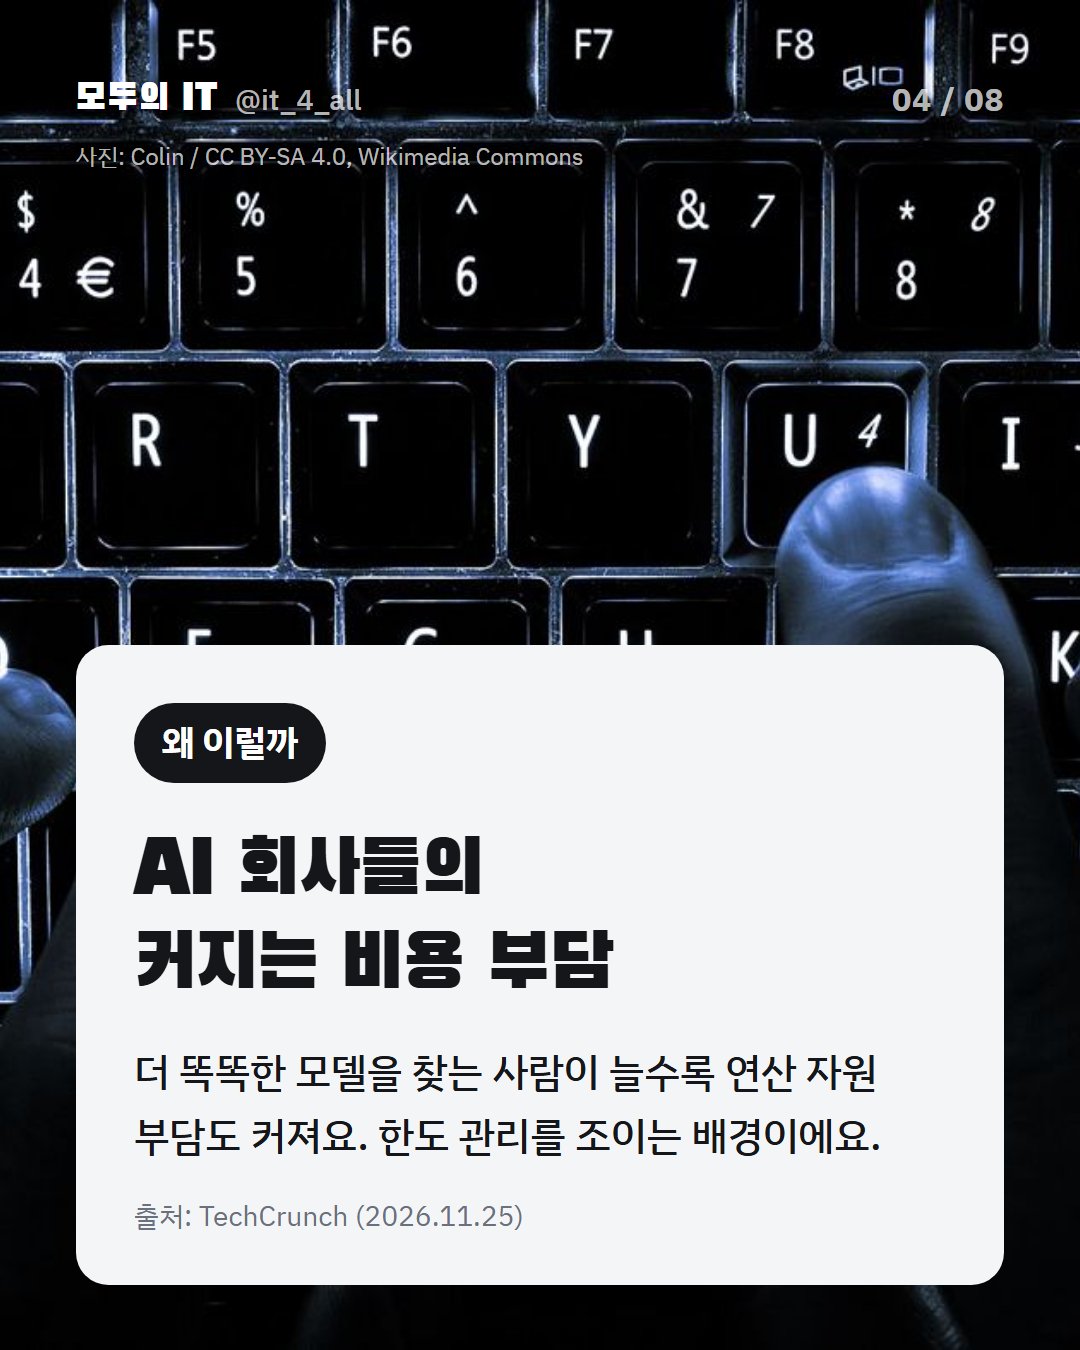 F5 F6 F7 F8 F9
모두의 IT @it_4_all 04 / 08
사진: Colin / CC BY-SA 4.0, Wikimedia Commons
$ % ^ & 7 * 8
4 € 5 6 7 8
R T Y U 4 I
K
왜 이럴까
AI 회사들의
커지는 비용 부담
더 똑똑한 모델을 찾는 사람이 늘수록 연산 자원
부담도 커져요. 한도 관리를 조이는 배경이에요.
출처: TechCrunch (2026.11.25)